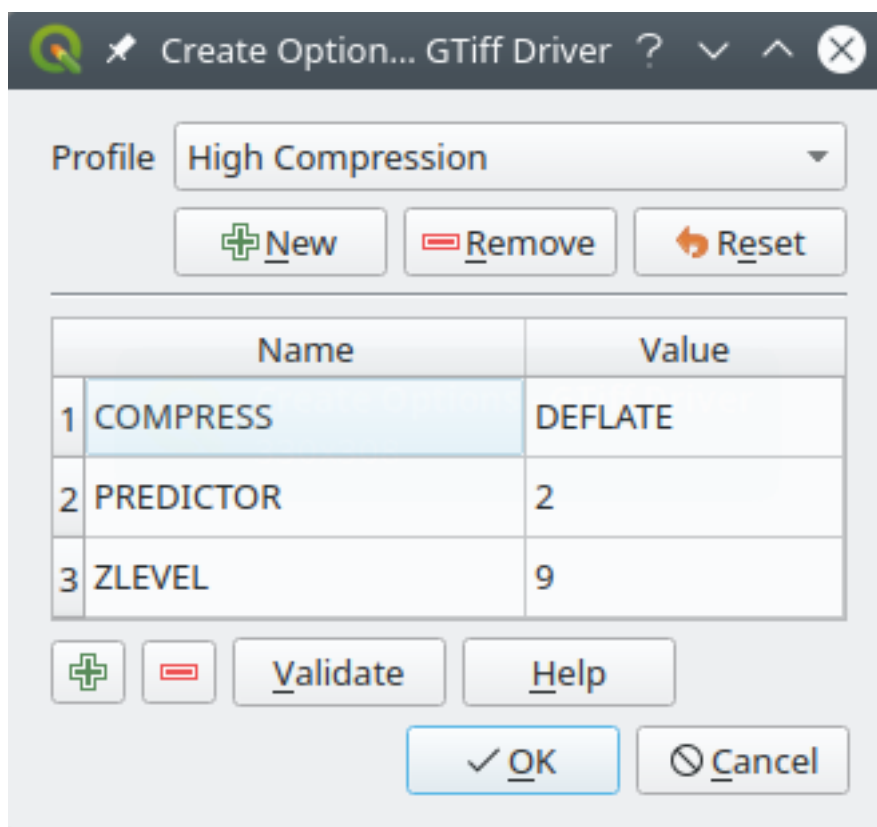 Create Option... GTiff Driver ?
Profile High Compression
New Remove Reset
Name Value
1 COMPRESS DEFLATE
2 PREDICTOR 2
3 ZLEVEL 9
Validate Help
OK Cancel